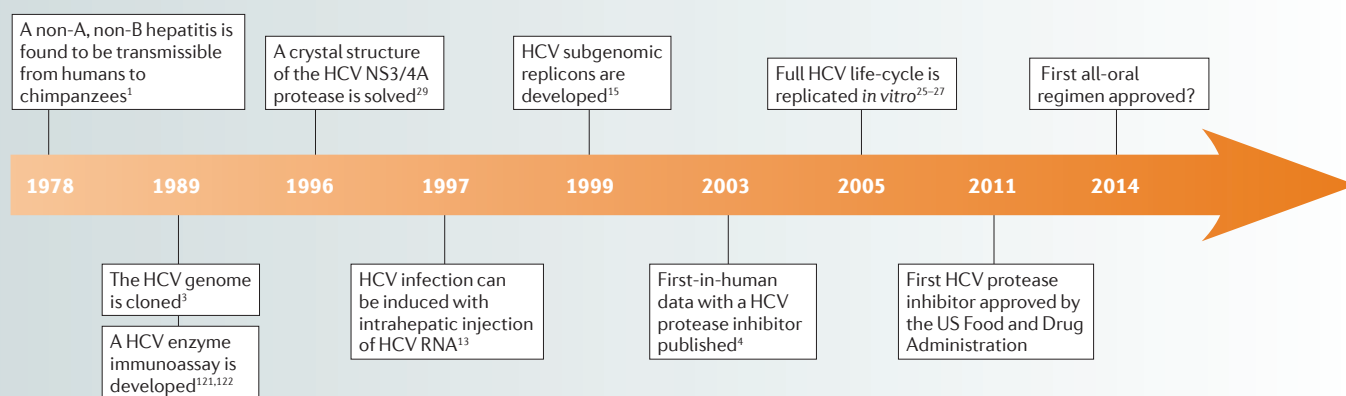 A non-A, non-B hepatitis is
found to be transmissible
from humans to
chimpanzees¹
A crystal structure
of the HCV NS3/4A
protease is solved²⁹
HCV subgenomic
replicons are
developed¹⁵
Full HCV life-cycle is
replicated in vitro²⁵⁻²⁷
First all-oral
regimen approved?
1978 1989 1996 1997 1999 2003 2005 2011 2014
The HCV genome
is cloned³
A HCV enzyme
immunoassay is
developed¹²¹,¹²²
HCV infection can
be induced with
intrahepatic injection
of HCV RNA¹³
First-in-human
data with a HCV
protease inhibitor
published⁴
First HCV protease
inhibitor approved by
the US Food and Drug
Administration